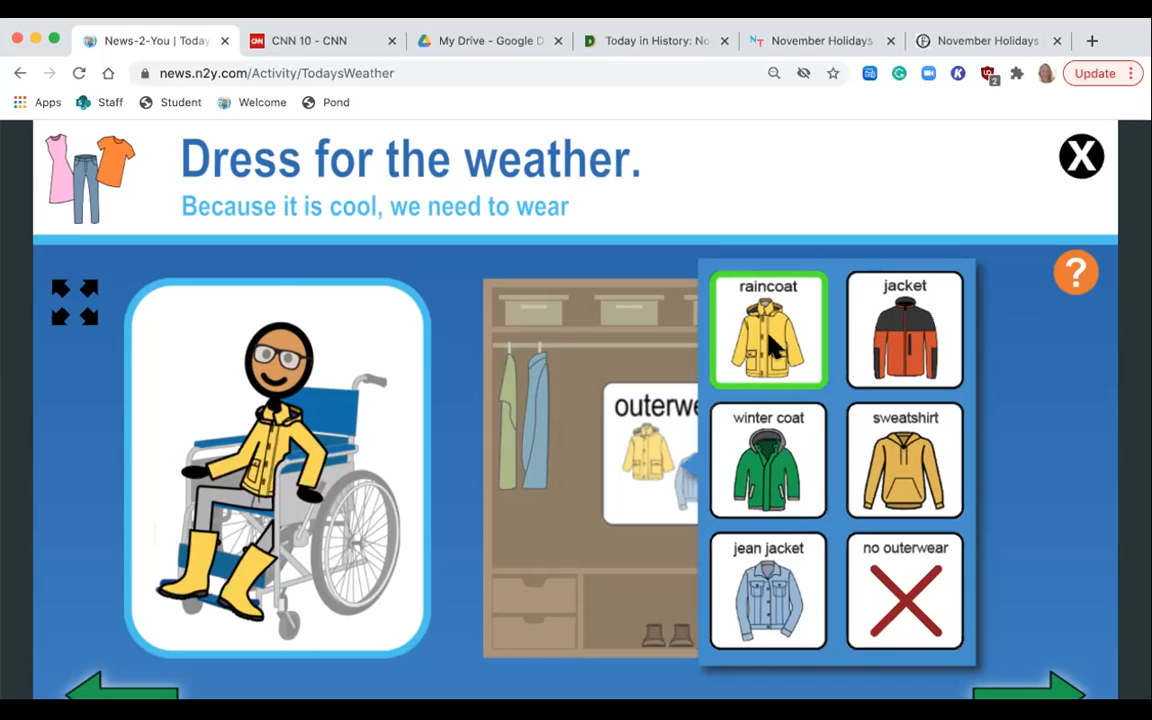 News-2-You | Today
CNN 10 - CNN
My Drive - Google D
Today in History: No
November Holidays
November Holidays
news.n2y.com/Activity/TodaysWeather
2
Update
Apps
Staff
Student
Welcome
Pond
Dress for the weather.
Because it is cool, we need to wear
X
?
raincoat
jacket
outerwe
winter coat
sweatshirt
jean jacket
no outerwear